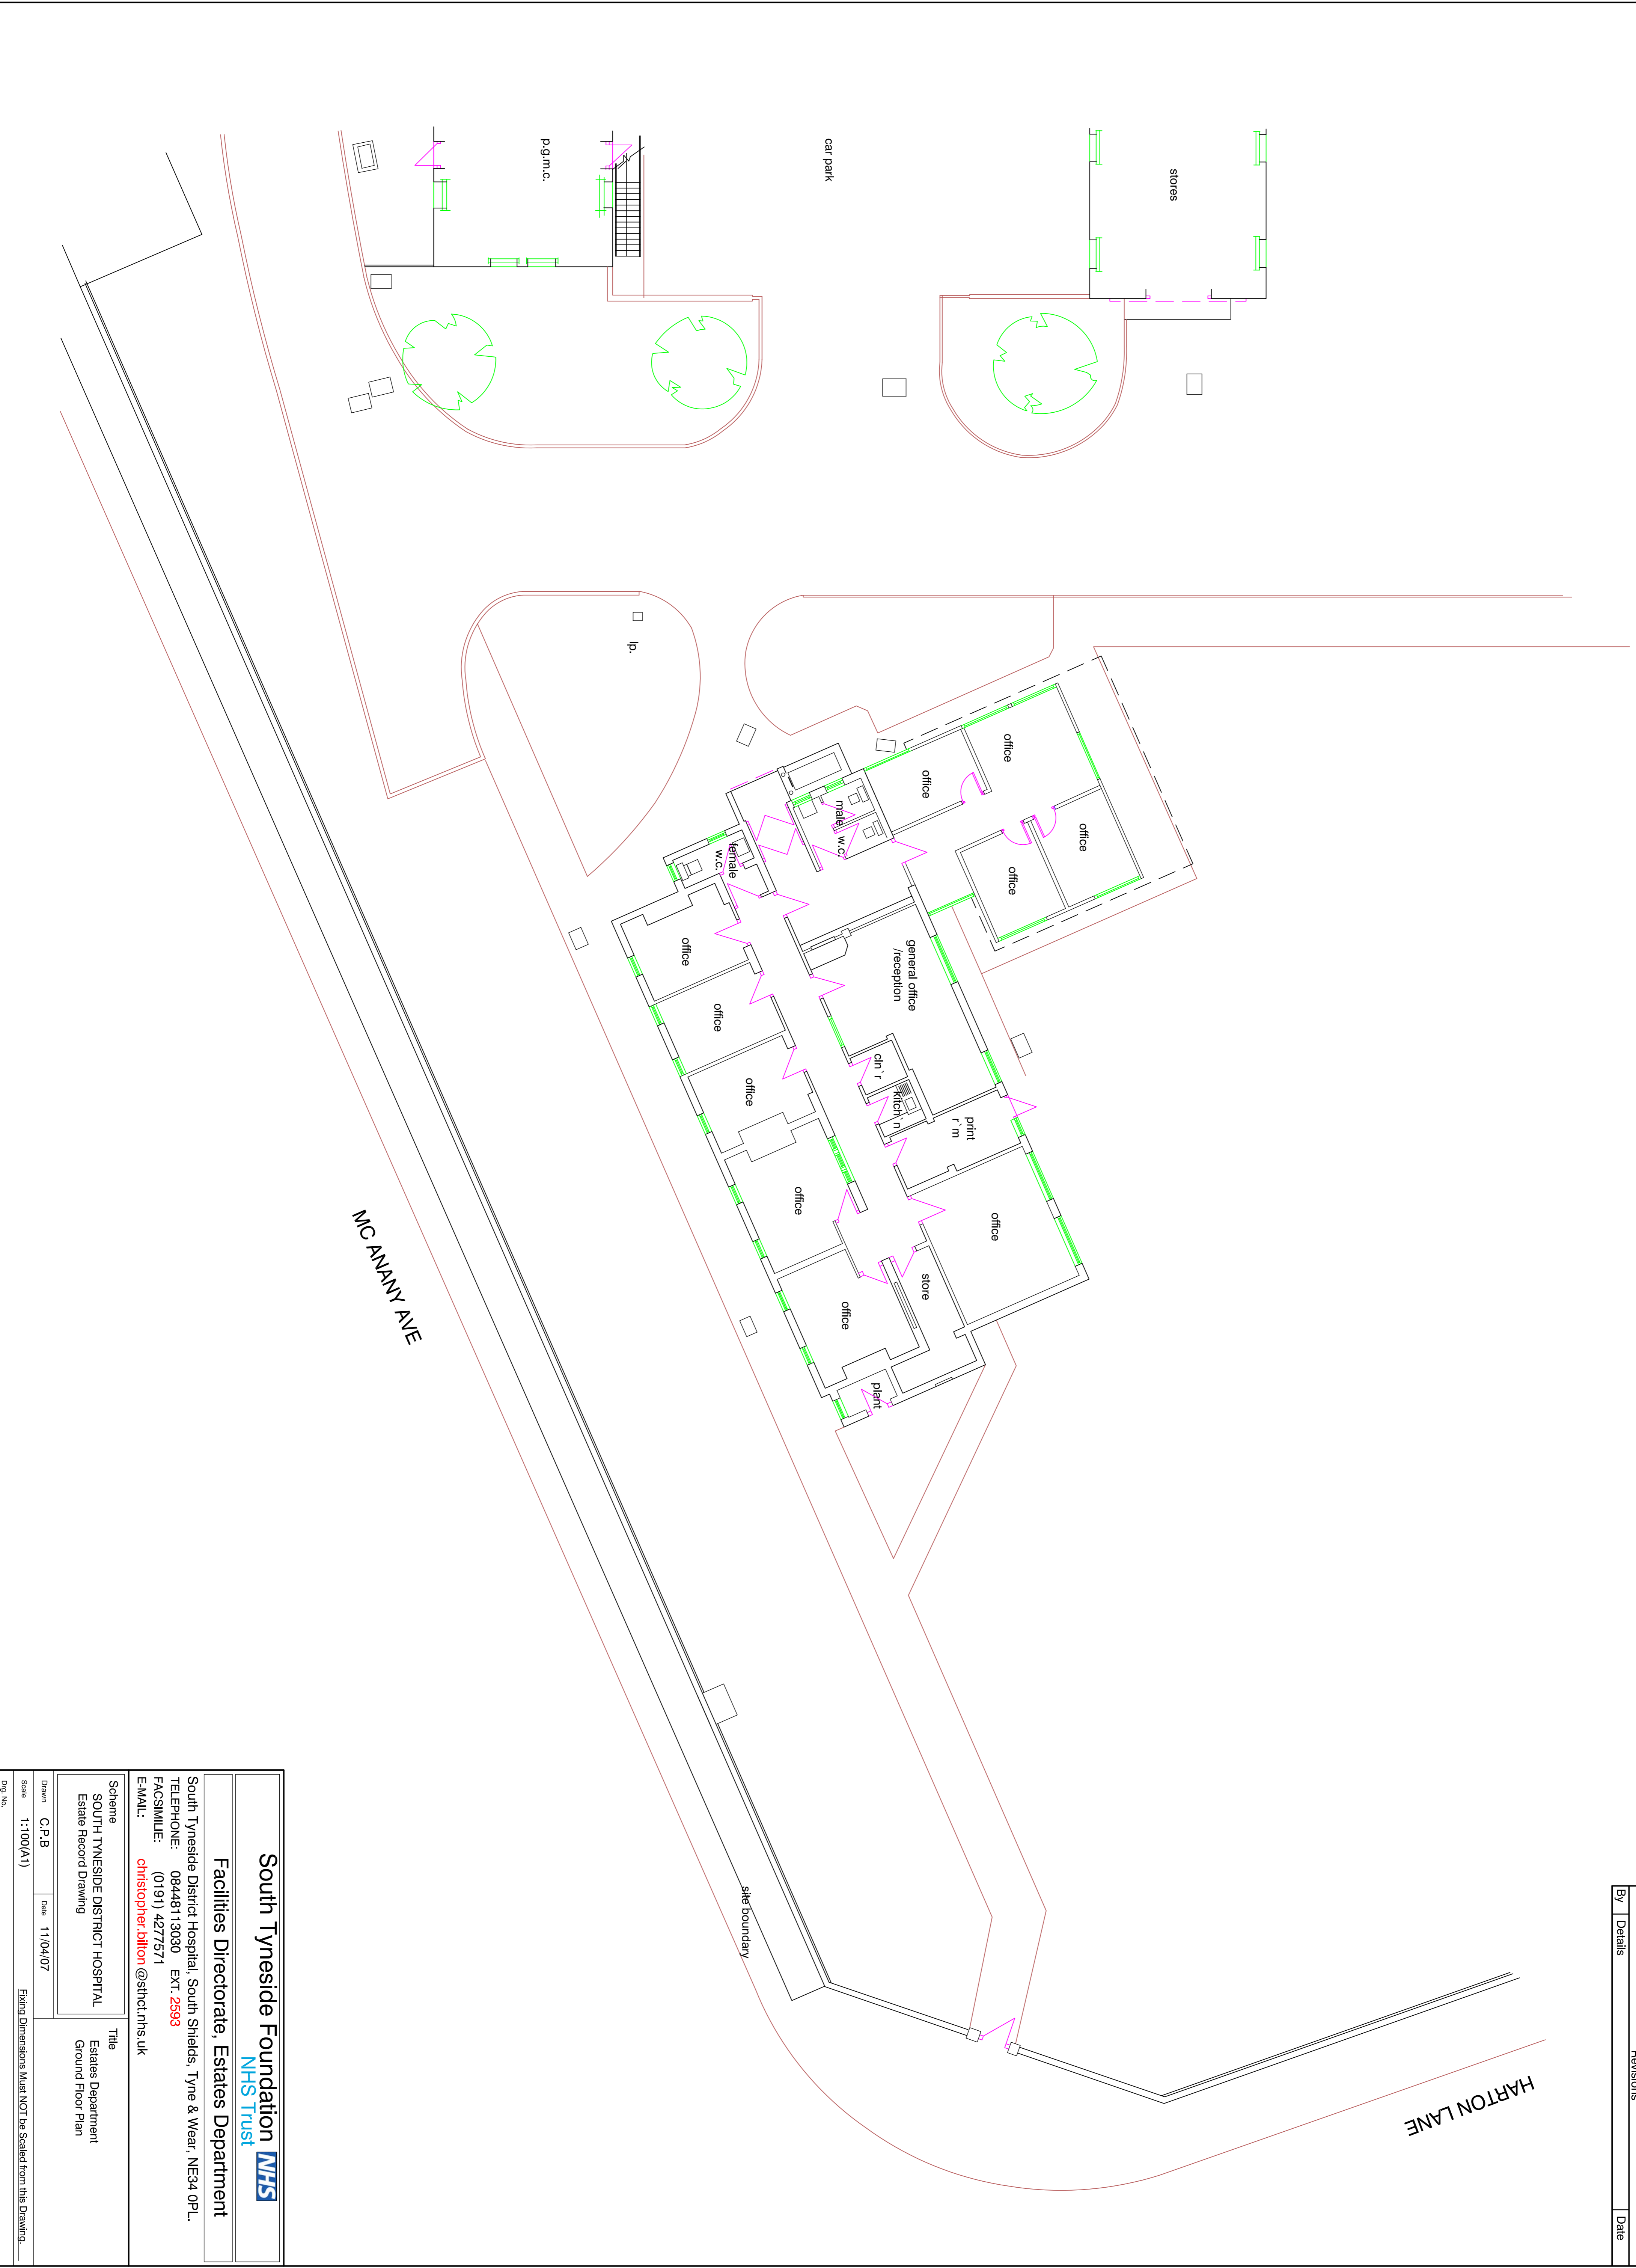 stores
car park
p.g.m.c.
lp.
office
office
office
office
male
w.c.
female
w.c.
general office
/reception
office
office
office
office
office
office
cln`r
kitch`n
print
r`m
store
plant
MC ANANY AVE
site boundary
HARTON LANE
Revisions
By
Details
Date
South Tyneside Foundation NHS
NHS Trust
Facilities Directorate, Estates Department
South Tyneside District Hospital, South Shields, Tyne & Wear, NE34 0PL.
TELEPHONE: 08448113030 EXT. 2593
FACSIMILIE: (0191) 4277571
E-MAIL: christopher.bilton @sthct.nhs.uk
Scheme
SOUTH TYNESIDE DISTRICT HOSPITAL
Estate Record Drawing
Title
Estates Department
Ground Floor Plan
Drawn C.P.B
Date 11/04/07
Scale 1:100(A1)
Fixing Dimensions Must NOT be Scaled from this Drawing.
Drg. No.